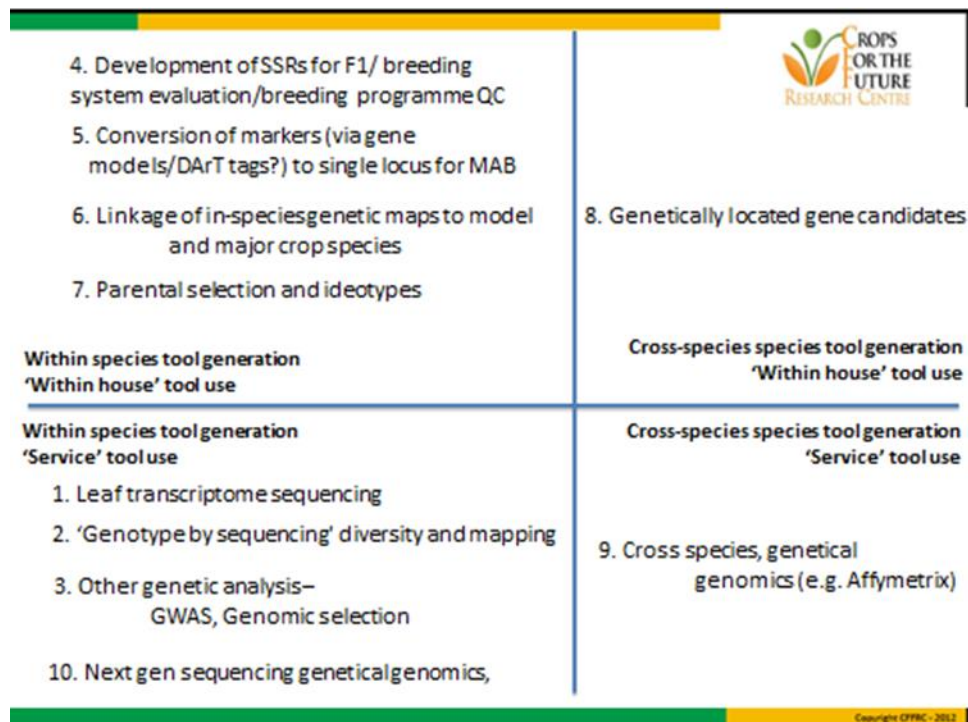 4. Development of SSRs for F1/ breeding
system evaluation/breeding programme QC
5. Conversion of markers (via gene
models/DArT tags?) to single locus for MAB
6. Linkage of in-species genetic maps to model
and major crop species
7. Parental selection and ideotypes
Within species tool generation
'Within house' tool use
CROPS
FOR THE
FUTURE
RESEARCH CENTRE
8. Genetically located gene candidates
Cross-species species tool generation
'Within house' tool use
Within species tool generation
'Service' tool use
1. Leaf transcriptome sequencing
2. 'Genotype by sequencing' diversity and mapping
3. Other genetic analysis–
GWAS, Genomic selection
10. Next gen sequencing genetical genomics,
Cross-species species tool generation
'Service' tool use
9. Cross species, genetical
genomics (e.g. Affymetrix)
Copyright CFFRC - 2012